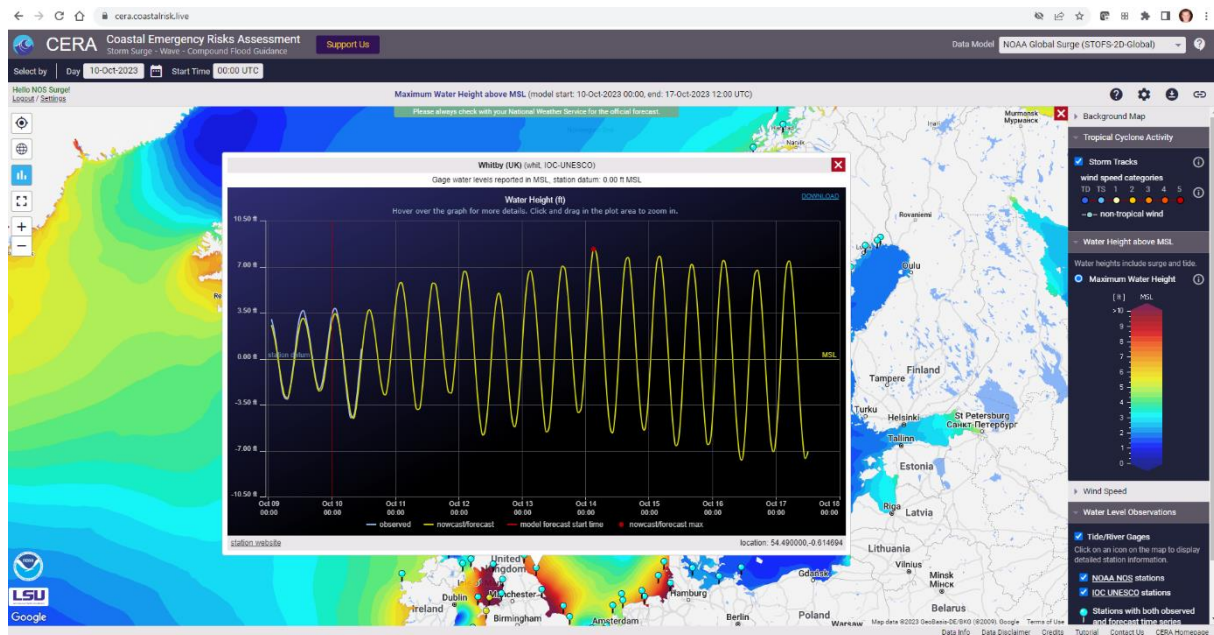 cera.coastalrisk.live
CERA
Coastal Emergency Risks Assessment
Storm Surge - Wave - Compound Flood Guidance
Support Us
Data Model
NOAA Global Surge (STOFS-2D-Global)
Select by
Day
10-Oct-2023
Start Time
00:00 UTC
Hello NOS Surge!
Logout / Settings
Maximum Water Height above MSL (model start: 10-Oct-2023 00:00, end: 17-Oct-2023 12:00 UTC)
Please always check with your National Weather Service for the official forecast.
Whitby (UK) (whit, IOC-UNESCO)
Gage water levels reported in MSL, station datum: 0.00 ft MSL
Water Height (ft)
DOWNLOAD
Hover over the graph for more details. Click and drag in the plot area to zoom in.
10.50 ft
7.00 ft
3.50 ft
0.00 ft
-3.50 ft
-7.00 ft
-10.50 ft
station datum
MSL
Oct 09 00:00
Oct 10 00:00
Oct 11 00:00
Oct 12 00:00
Oct 13 00:00
Oct 14 00:00
Oct 15 00:00
Oct 16 00:00
Oct 17 00:00
Oct 18 00:00
observed
nowcast/forecast
model forecast start time
nowcast/forecast max
station website
location: 54.490000,-0.614694
Murmansk
Мурманск
Narvik
Inari
Rovaniemi
Oulu
Finland
Tampere
Turku
Helsinki
St Petersburg
Санкт-Петербург
Tallinn
Estonia
Riga
Latvia
Lithuania
Vilnius
Minsk
Мінск
Belarus
Gdańsk
Poland
Warsaw
Berlin
Hamburg
Amsterdam
United
Kingdom
Manchester
Birmingham
Dublin
Ireland
LSU
Google
Map data ©2023 GeoBasis-DE/BKG (©2009), Google
Terms of Use
Background Map
Tropical Cyclone Activity
Storm Tracks
wind speed categories
TD TS 1 2 3 4 5
non-tropical wind
Water Height above MSL
Water heights include surge and tide.
Maximum Water Height
[ ft ] MSL
>10
9
8
7
6
5
4
3
2
1
0
Wind Speed
Water Level Observations
Tide/River Gages
Click on an icon on the map to display
detailed station information.
NOAA NOS stations
IOC UNESCO stations
Stations with both observed
and forecast time series
Data Info
Data Disclaimer
Credits
Tutorial
Contact Us
CERA Homepage